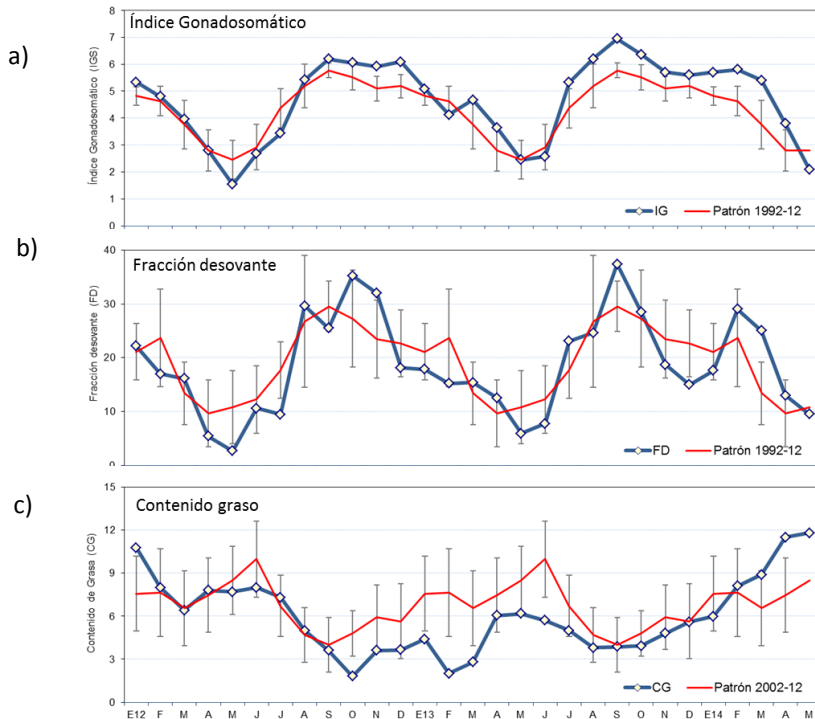 Índice Gonadosomático
a)
Índice Gonadosomático (IGS)
8
7
6
5
4
3
2
1
0
IG
Patrón 1992-12
b)
Fracción desovante
Fracción desovante (FD)
40
30
20
10
0
FD
Patrón 1992-12
c)
Contenido graso
Contenido de Grasa (CG)
15
12
9
6
3
0
CG
Patrón 2002-12
E12 F M A M J J A S O N D E13 F M A M J J A S O N D E14 F M A M